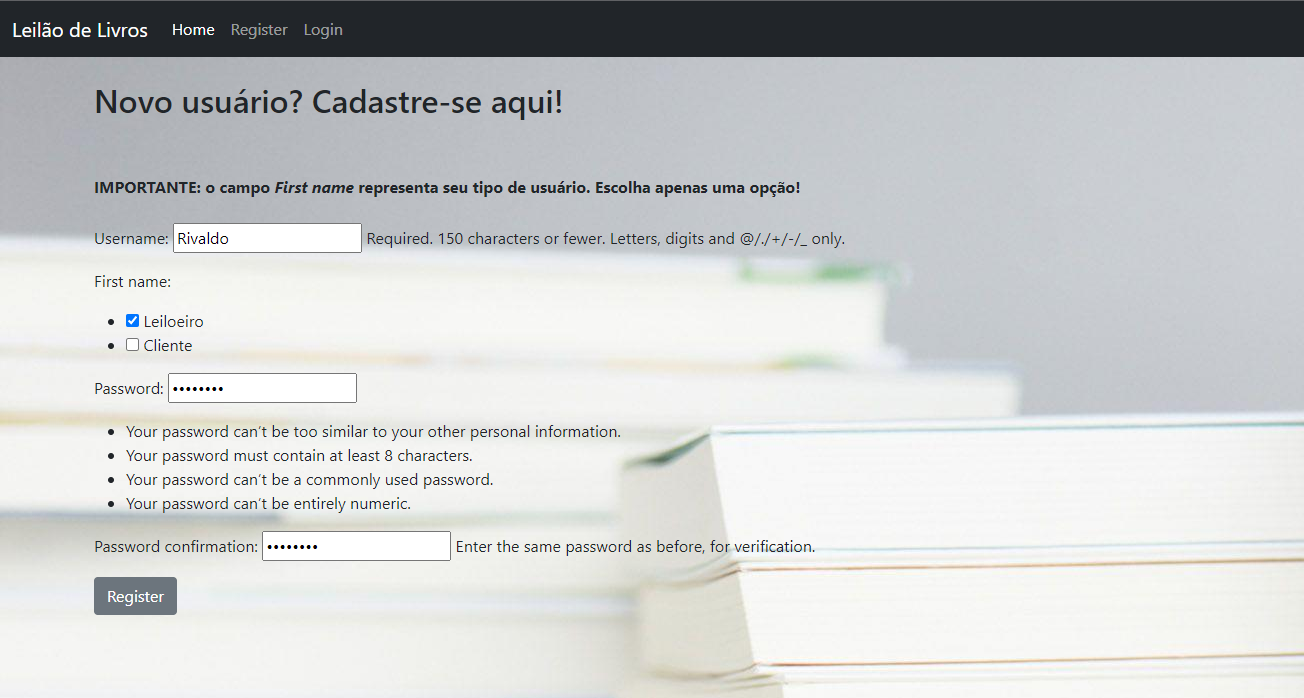 Leilão de Livros Home Register Login
Novo usuário? Cadastre-se aqui!
IMPORTANTE: o campo First name representa seu tipo de usuário. Escolha apenas uma opção!
Username: Rivaldo Required. 150 characters or fewer. Letters, digits and @/./+/-/_ only.
First name:
Leiloeiro
Cliente
Password: ••••••••
Your password can't be too similar to your other personal information.
Your password must contain at least 8 characters.
Your password can't be a commonly used password.
Your password can't be entirely numeric.
Password confirmation: •••••••• Enter the same password as before, for verification.
Register